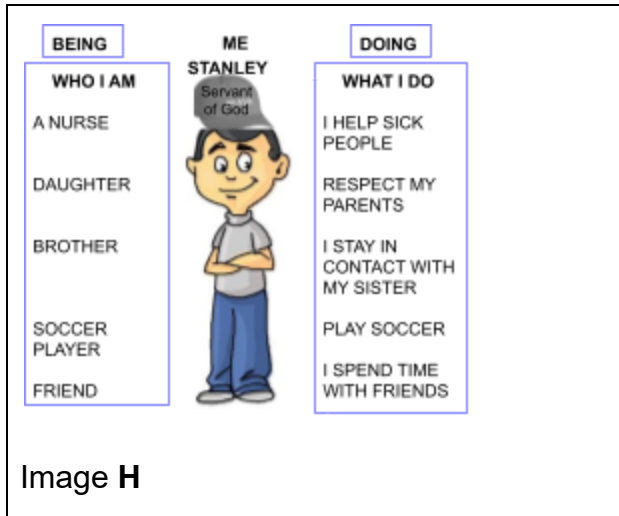 BEING
WHO I AM
A NURSE
DAUGHTER
BROTHER
SOCCER
PLAYER
FRIEND
ME
STANLEY
Servant
of God
DOING
WHAT I DO
I HELP SICK
PEOPLE
RESPECT MY
PARENTS
I STAY IN
CONTACT WITH
MY SISTER
PLAY SOCCER
I SPEND TIME
WITH FRIENDS
Image H